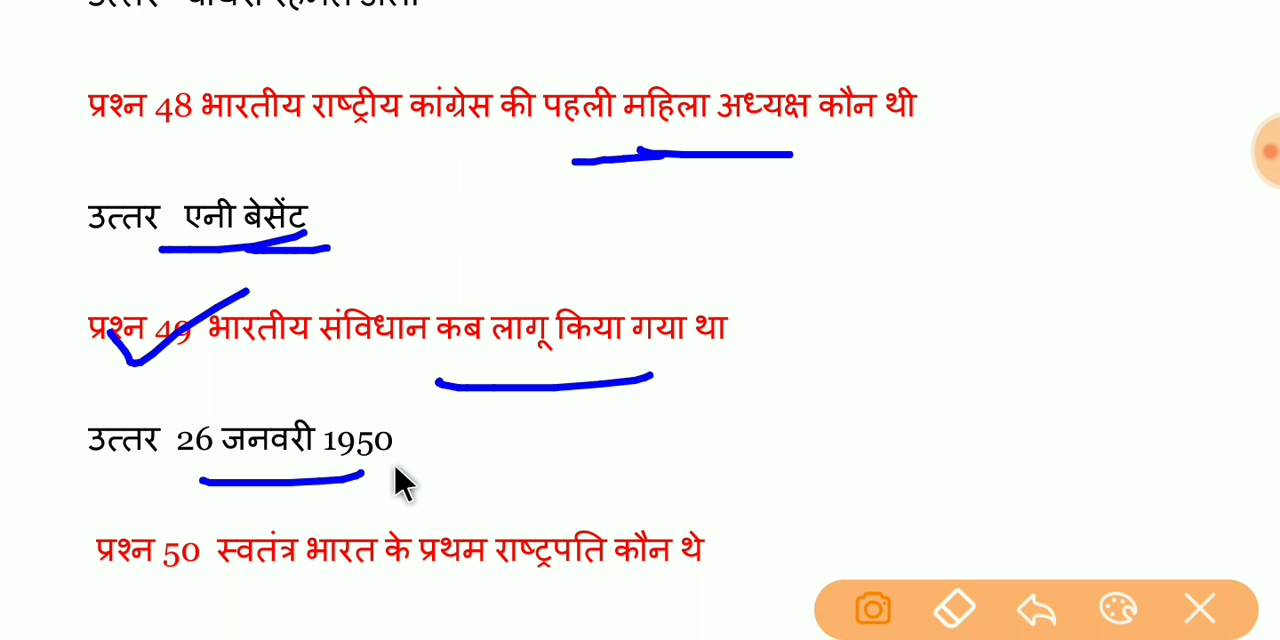 प्रश्न 48 भारतीय राष्ट्रीय कांग्रेस की पहली महिला अध्यक्ष कौन थी
उत्तर एनी बेसेंट
प्रश्न 49 भारतीय संविधान कब लागू किया गया था
उत्तर 26 जनवरी 1950
प्रश्न 50 स्वतंत्र भारत के प्रथम राष्ट्रपति कौन थे